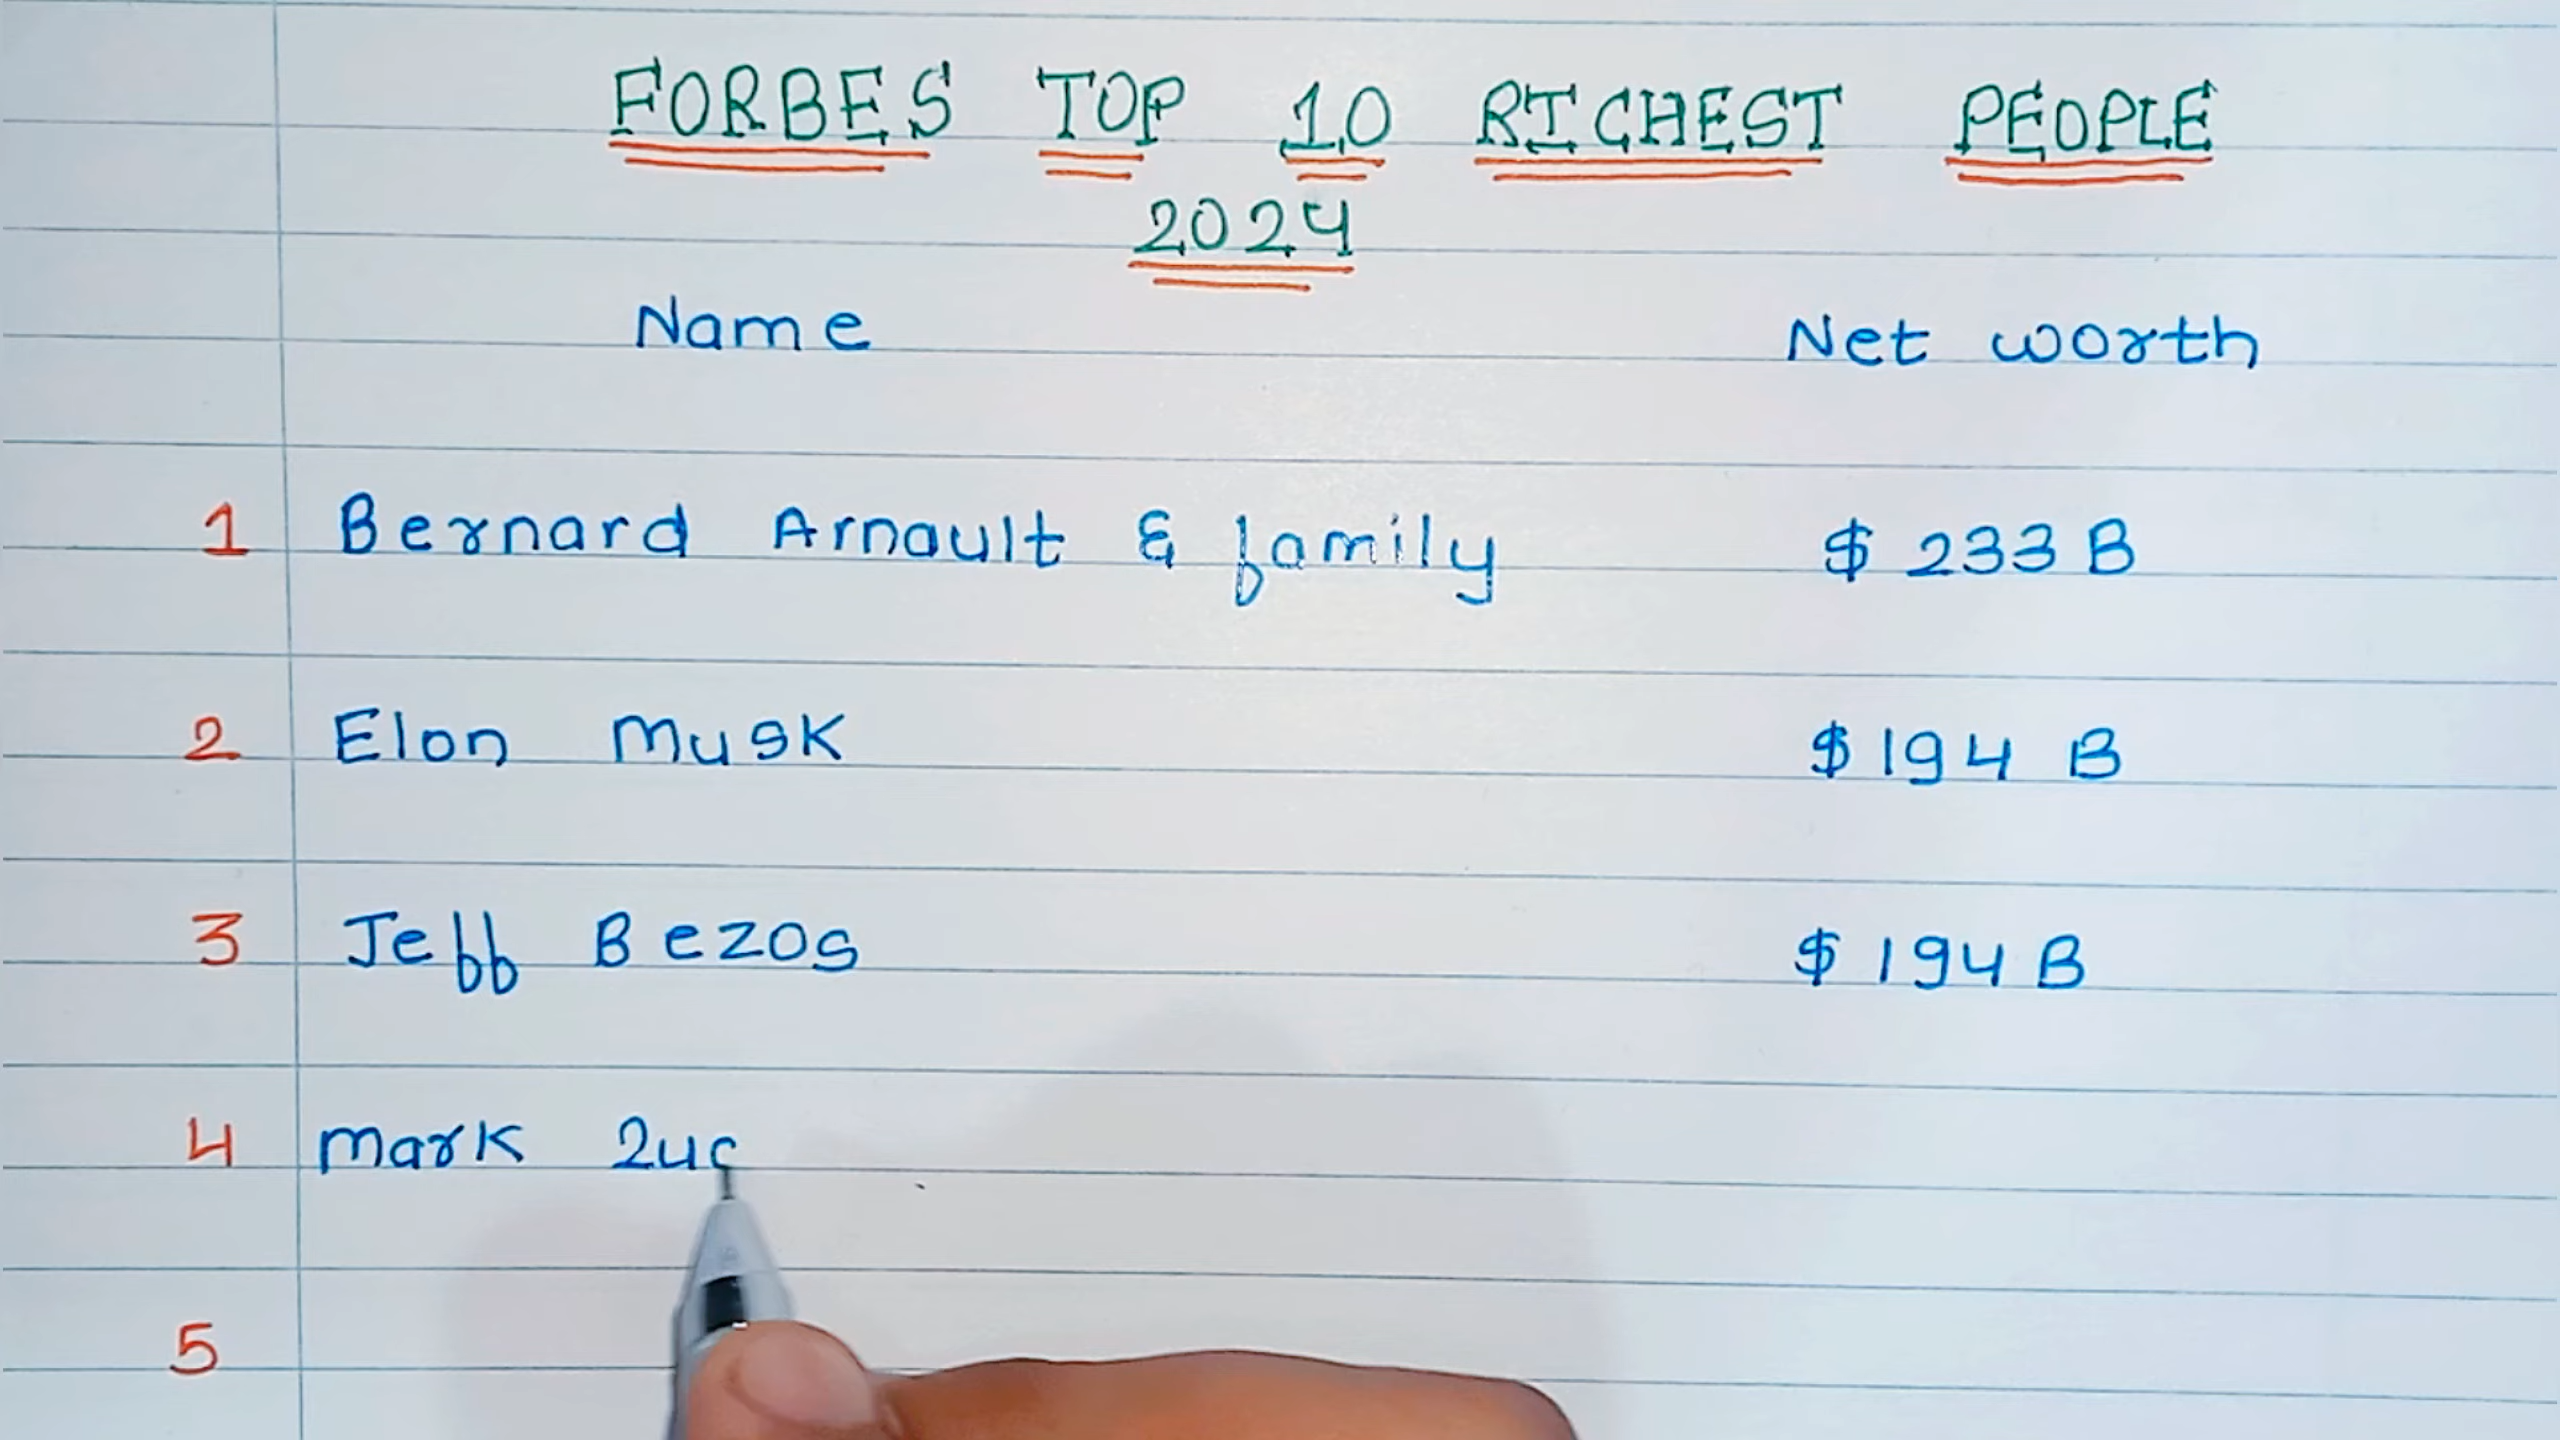 FORBES TOP 10 RICHEST PEOPLE
2024
Name Net worth
1 Bernard Arnault & family $ 233 B
2 Elon Musk $ 194 B
3 Jeff Bezos $ 194 B
4 Mark Zuc
5